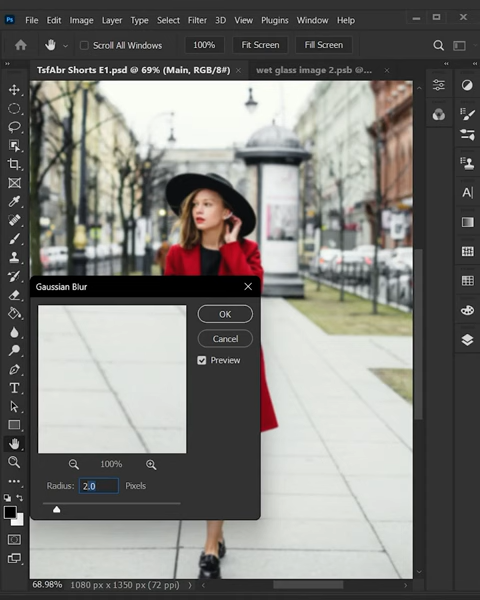 Ps File Edit Image Layer Type Select Filter 3D View Plugins Window Help
Scroll All Windows 100% Fit Screen Fill Screen
TsfAbr Shorts E1.psd @ 69% (Main, RGB/8#) × wet glass image 2.psb @... ×
Gaussian Blur
OK
Cancel
Preview
100%
Radius: 2.0 Pixels
68.98% 1080 px x 1350 px (72 ppi)
A
T